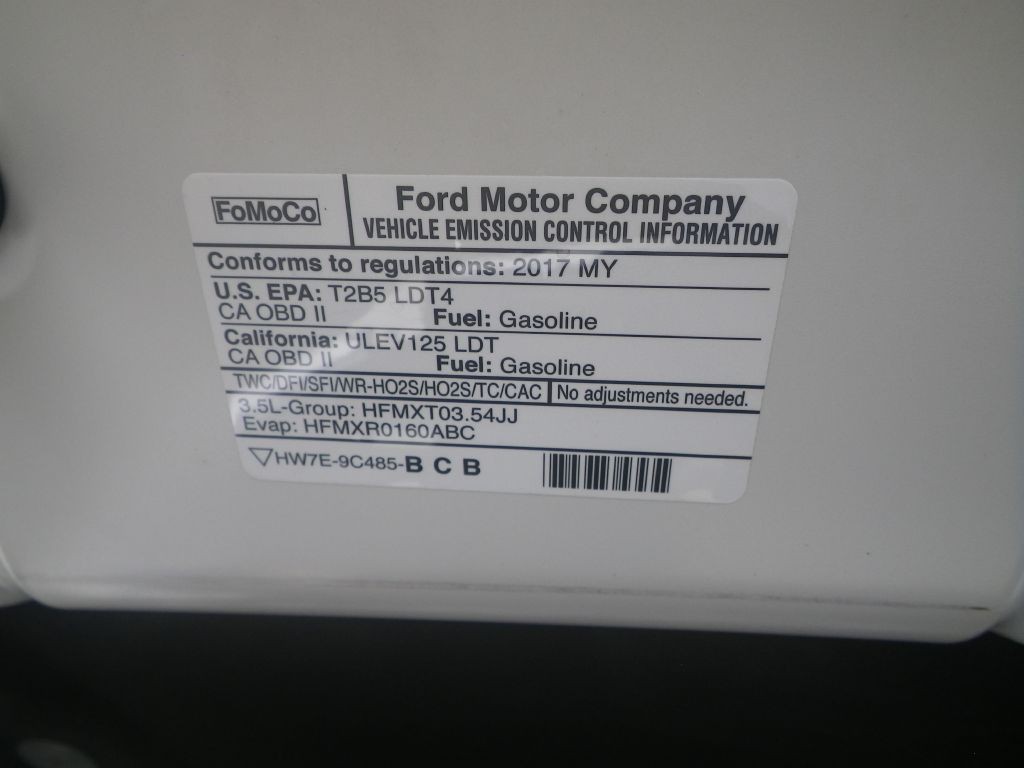 FoMoCo
Ford Motor Company
VEHICLE EMISSION CONTROL INFORMATION
Conforms to regulations: 2017 MY
U.S. EPA: T2B5 LDT4
CA OBD II Fuel: Gasoline
California: ULEV125 LDT
CA OBD II Fuel: Gasoline
TWC/DFI/SFI/WR-HO2S/HO2S/TC/CAC No adjustments needed.
3.5L-Group: HFMXT03.54JJ
Evap: HFMXR0160ABC
HW7E-9C485-B C B